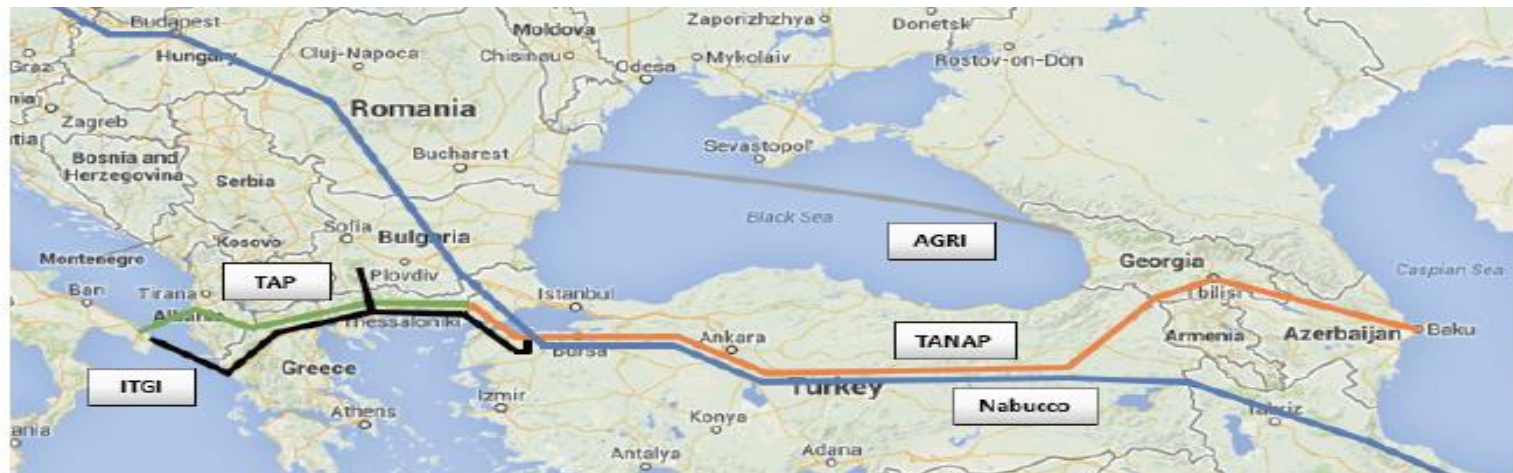 Budapest
Hungary
Graz
Zagreb
Bosnia and
Herzegovina
Serbia
Cluj-Napoca
Romania
Bucharest
Moldova
Chisinau
Odesa
Mykolaiv
Zaporizhzhya
Donetsk
Rostov-on-Don
Sevastopol'
Black Sea
AGRI
Sofia
Bulgaria
Kosovo
Plovdiv
Montenegro
TAP
Bari
Tirana
Albania
Thessaloniki
Greece
ITGI
Athens
Istanbul
Bursa
Izmir
Ankara
Turkey
Konya
Antalya
Adana
TANAP
Nabucco
Georgia
Tbilisi
Armenia
Azerbaijan
Baku
Caspian Sea
Tabriz